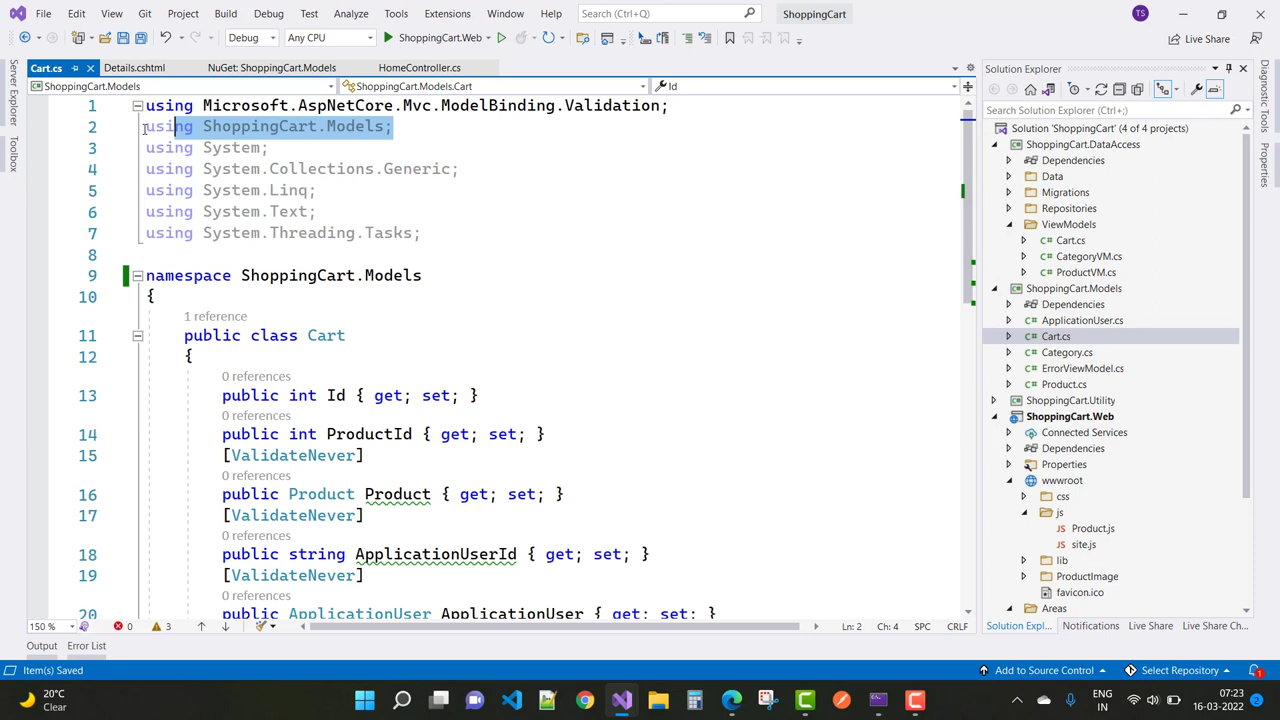 File Edit View Git Project Build Debug Test Analyze Tools Extensions Window Help Search (Ctrl+Q) ShoppingCart TS
Debug Any CPU ShoppingCart.Web Live Share
Server Explorer
Toolbox
Cart.cs Details.cshtml NuGet: ShoppingCart.Models HomeController.cs
ShoppingCart.Models ShoppingCart.Models.Cart Id
1 using Microsoft.AspNetCore.Mvc.ModelBinding.Validation;
2 using ShoppingCart.Models;
3 using System;
4 using System.Collections.Generic;
5 using System.Linq;
6 using System.Text;
7 using System.Threading.Tasks;
8
9 namespace ShoppingCart.Models
10 {
1 reference
11 public class Cart
12 {
0 references
13 public int Id { get; set; }
0 references
14 public int ProductId { get; set; }
15 [ValidateNever]
0 references
16 public Product Product { get; set; }
17 [ValidateNever]
0 references
18 public string ApplicationUserId { get; set; }
19 [ValidateNever]
0 references
20 public ApplicationUser ApplicationUser { get; set; }
150 % 0 3 Ln: 2 Ch: 4 SPC CRLF
Output Error List
Solution Explorer
Search Solution Explorer (Ctrl+;)
Solution 'ShoppingCart' (4 of 4 projects)
ShoppingCart.DataAccess
Dependencies
Data
Migrations
Repositories
ViewModels
Cart.cs
CategoryVM.cs
ProductVM.cs
ShoppingCart.Models
Dependencies
ApplicationUser.cs
Cart.cs
Category.cs
ErrorViewModel.cs
Product.cs
ShoppingCart.Utility
ShoppingCart.Web
Connected Services
Dependencies
Properties
wwwroot
css
js
Product.js
site.js
lib
ProductImage
favicon.ico
Areas
Solution Explo... Notifications Live Share Live Share Ch...
Diagnostic Tools
Properties
Item(s) Saved Add to Source Control Select Repository
20°C
Clear
ENG
IN
07:23
16-03-2022
2